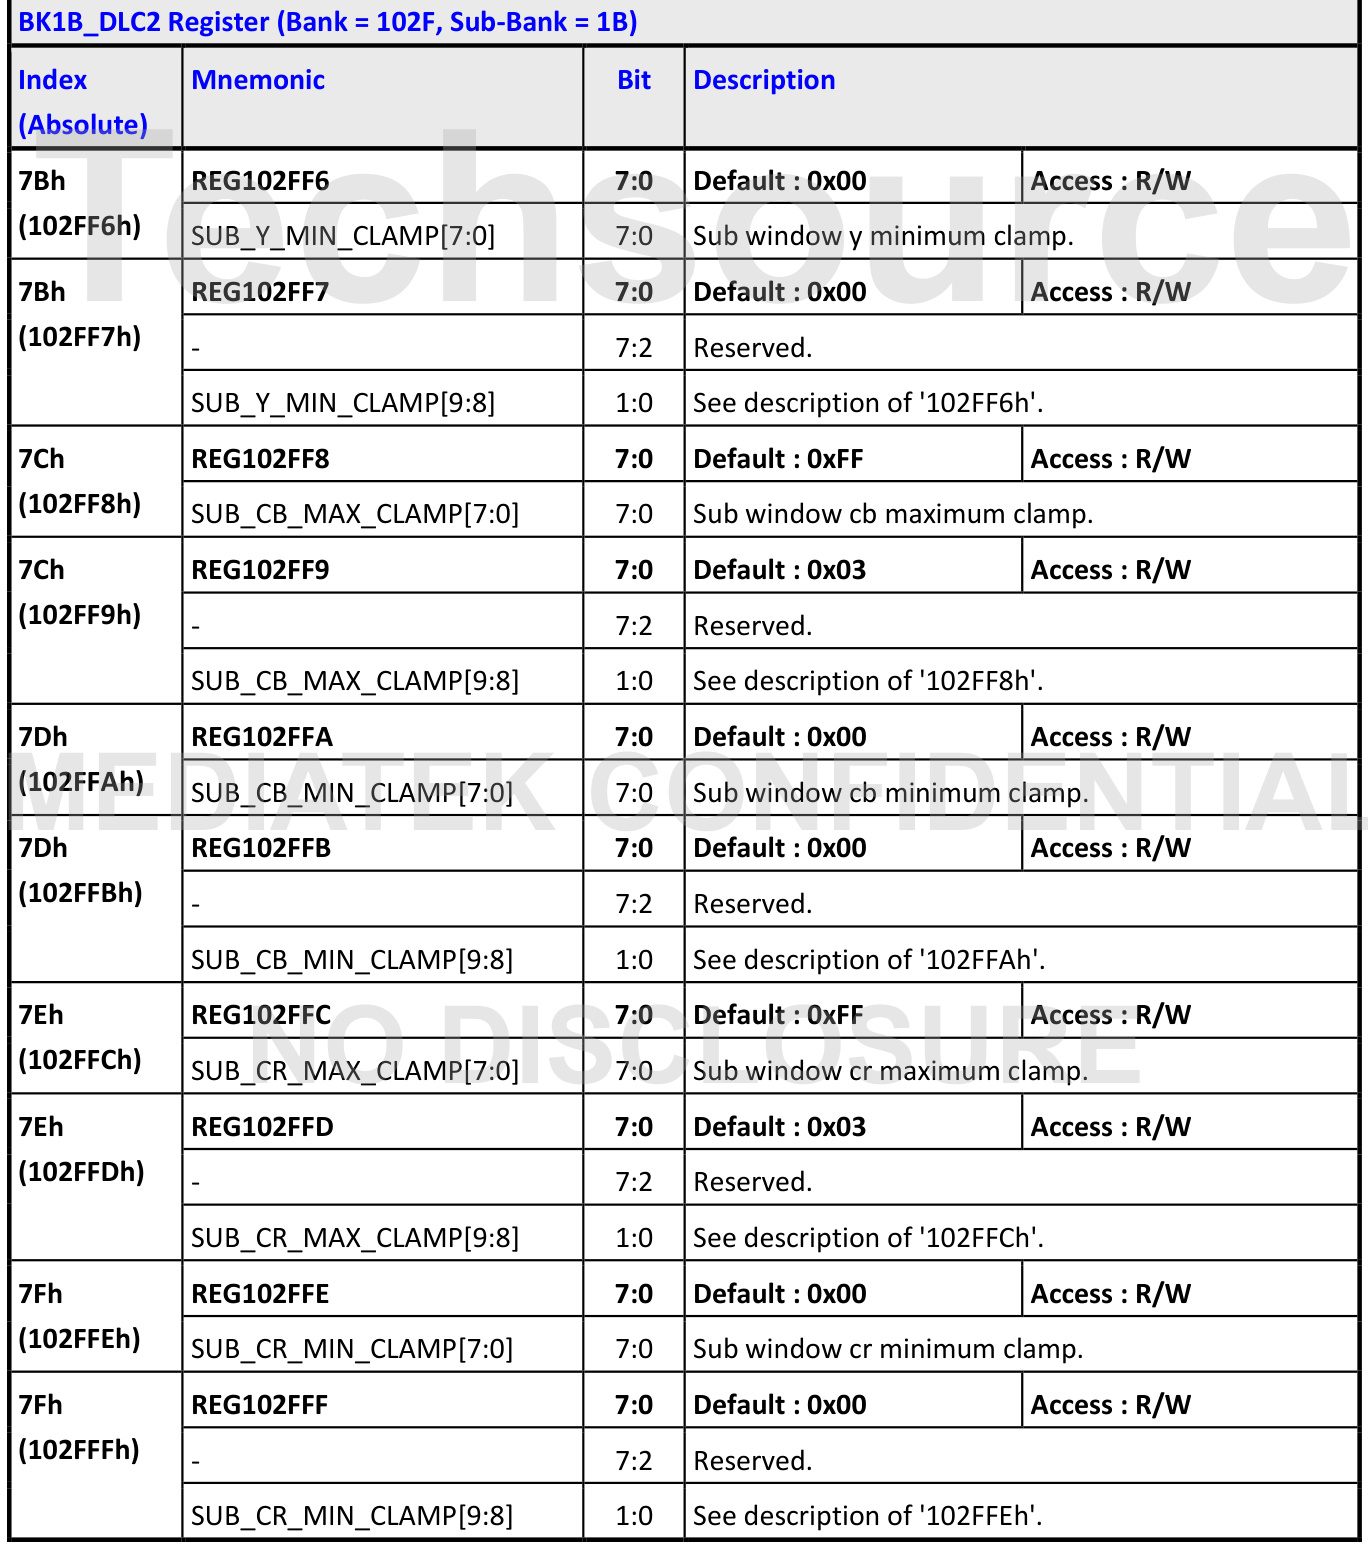 BK1B_DLC2 Register (Bank = 102F, Sub-Bank = 1B)
Index (Absolute) Mnemonic Bit Description
7Bh (102FF6h) REG102FF6 7:0 Default : 0x00 Access : R/W
SUB_Y_MIN_CLAMP[7:0] 7:0 Sub window y minimum clamp.
7Bh (102FF7h) REG102FF7 7:0 Default : 0x00 Access : R/W
- 7:2 Reserved.
SUB_Y_MIN_CLAMP[9:8] 1:0 See description of '102FF6h'.
7Ch (102FF8h) REG102FF8 7:0 Default : 0xFF Access : R/W
SUB_CB_MAX_CLAMP[7:0] 7:0 Sub window cb maximum clamp.
7Ch (102FF9h) REG102FF9 7:0 Default : 0x03 Access : R/W
- 7:2 Reserved.
SUB_CB_MAX_CLAMP[9:8] 1:0 See description of '102FF8h'.
7Dh (102FFAh) REG102FFA 7:0 Default : 0x00 Access : R/W
SUB_CB_MIN_CLAMP[7:0] 7:0 Sub window cb minimum clamp.
7Dh (102FFBh) REG102FFB 7:0 Default : 0x00 Access : R/W
- 7:2 Reserved.
SUB_CB_MIN_CLAMP[9:8] 1:0 See description of '102FFAh'.
7Eh (102FFCh) REG102FFC 7:0 Default : 0xFF Access : R/W
SUB_CR_MAX_CLAMP[7:0] 7:0 Sub window cr maximum clamp.
7Eh (102FFDh) REG102FFD 7:0 Default : 0x03 Access : R/W
- 7:2 Reserved.
SUB_CR_MAX_CLAMP[9:8] 1:0 See description of '102FFCh'.
7Fh (102FFEh) REG102FFE 7:0 Default : 0x00 Access : R/W
SUB_CR_MIN_CLAMP[7:0] 7:0 Sub window cr minimum clamp.
7Fh (102FFFh) REG102FFF 7:0 Default : 0x00 Access : R/W
- 7:2 Reserved.
SUB_CR_MIN_CLAMP[9:8] 1:0 See description of '102FFEh'.
Techsource
MEDIATEK CONFIDENTIAL
NO DISCLOSURE